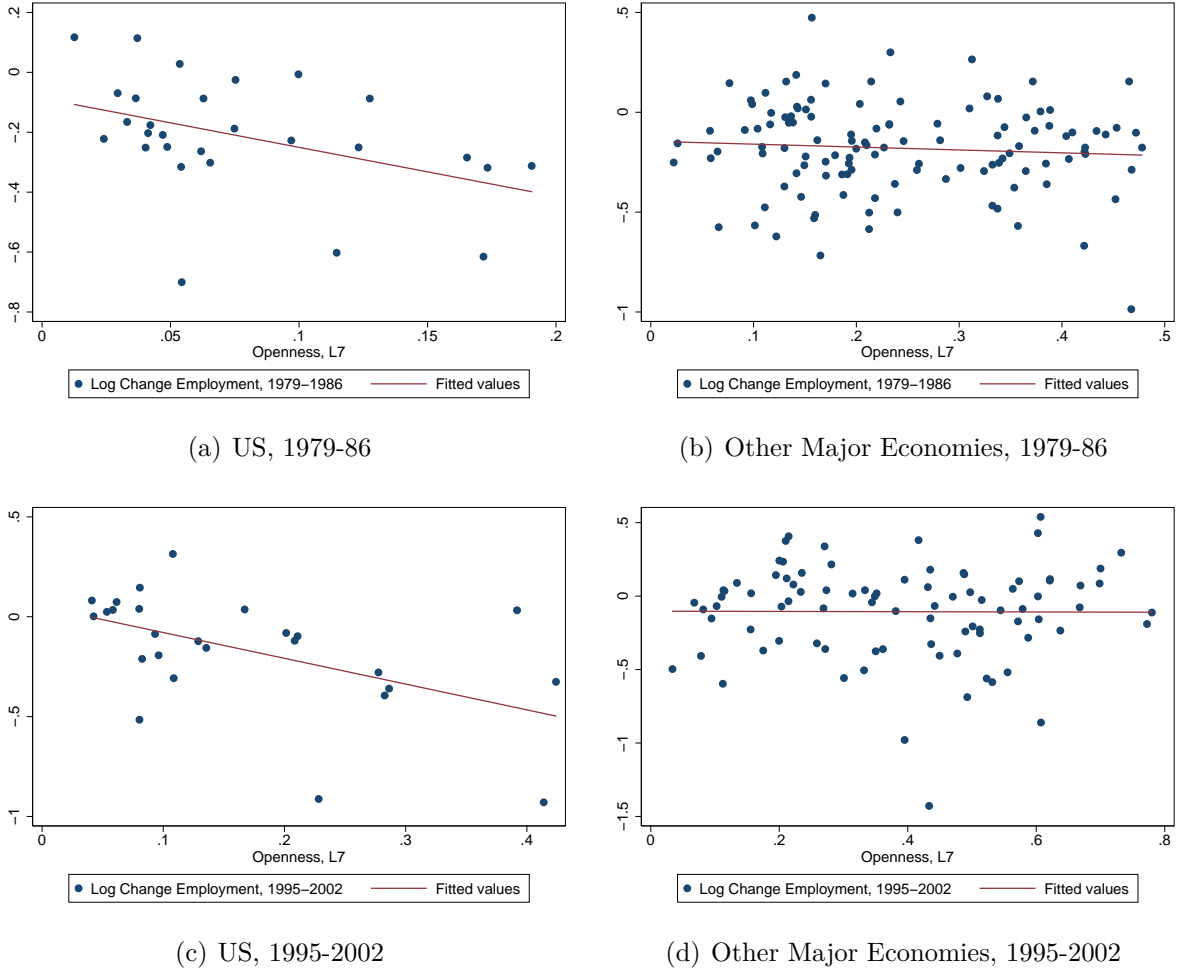 .2
0
-.2
-.4
-.6
-.8
0
.05
.1
.15
.2
Openness, L7
Log Change Employment, 1979−1986
Fitted values
(a) US, 1979-86
.5
0
-.5
-1
0
.1
.2
.3
.4
.5
Openness, L7
Log Change Employment, 1979−1986
Fitted values
(b) Other Major Economies, 1979-86
.5
0
-.5
-1
0
.1
.2
.3
.4
Openness, L7
Log Change Employment, 1995−2002
Fitted values
(c) US, 1995-2002
.5
0
-.5
-1
-1.5
0
.2
.4
.6
.8
Openness, L7
Log Change Employment, 1995−2002
Fitted values
(d) Other Major Economies, 1995-2002